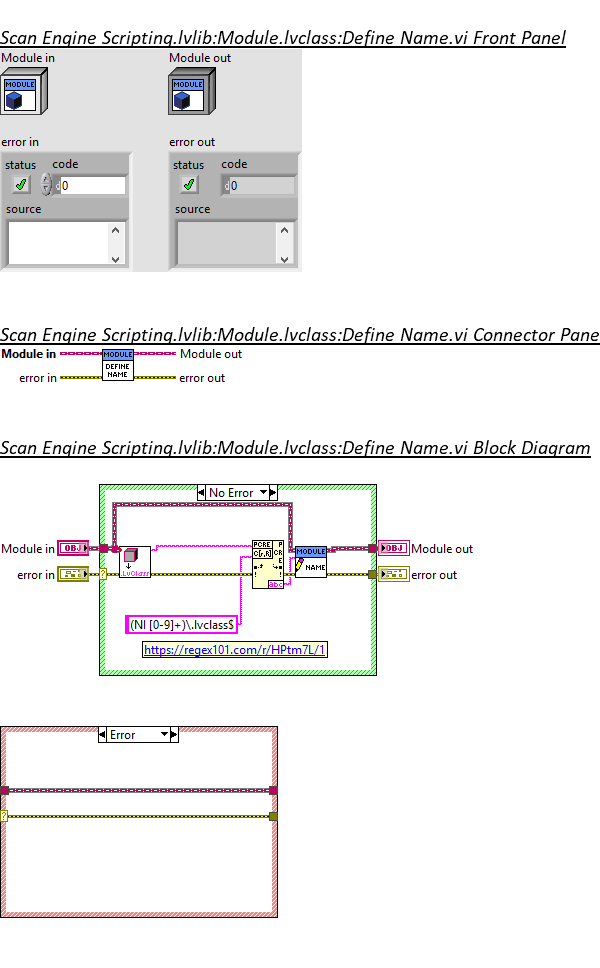 Scan Engine Scripting.lvlib:Module.lvclass:Define Name.vi Front Panel
Module in Module out
MODULE MODULE
error in error out
status code status code
d 0 d 0
source source
Scan Engine Scripting.lvlib:Module.lvclass:Define Name.vi Connector Pane
Module in MODULE Module out
DEFINE
error in NAME error out
Scan Engine Scripting.lvlib:Module.lvclass:Define Name.vi Block Diagram
No Error
PCRE P
Module in OBJ C[r,R] CR MODULE OBJ Module out
E
error in ? LvClass NAME error out
abc
(NI [0-9]+)\.lvclass$
https://regex101.com/r/HPtm7L/1
Error
?